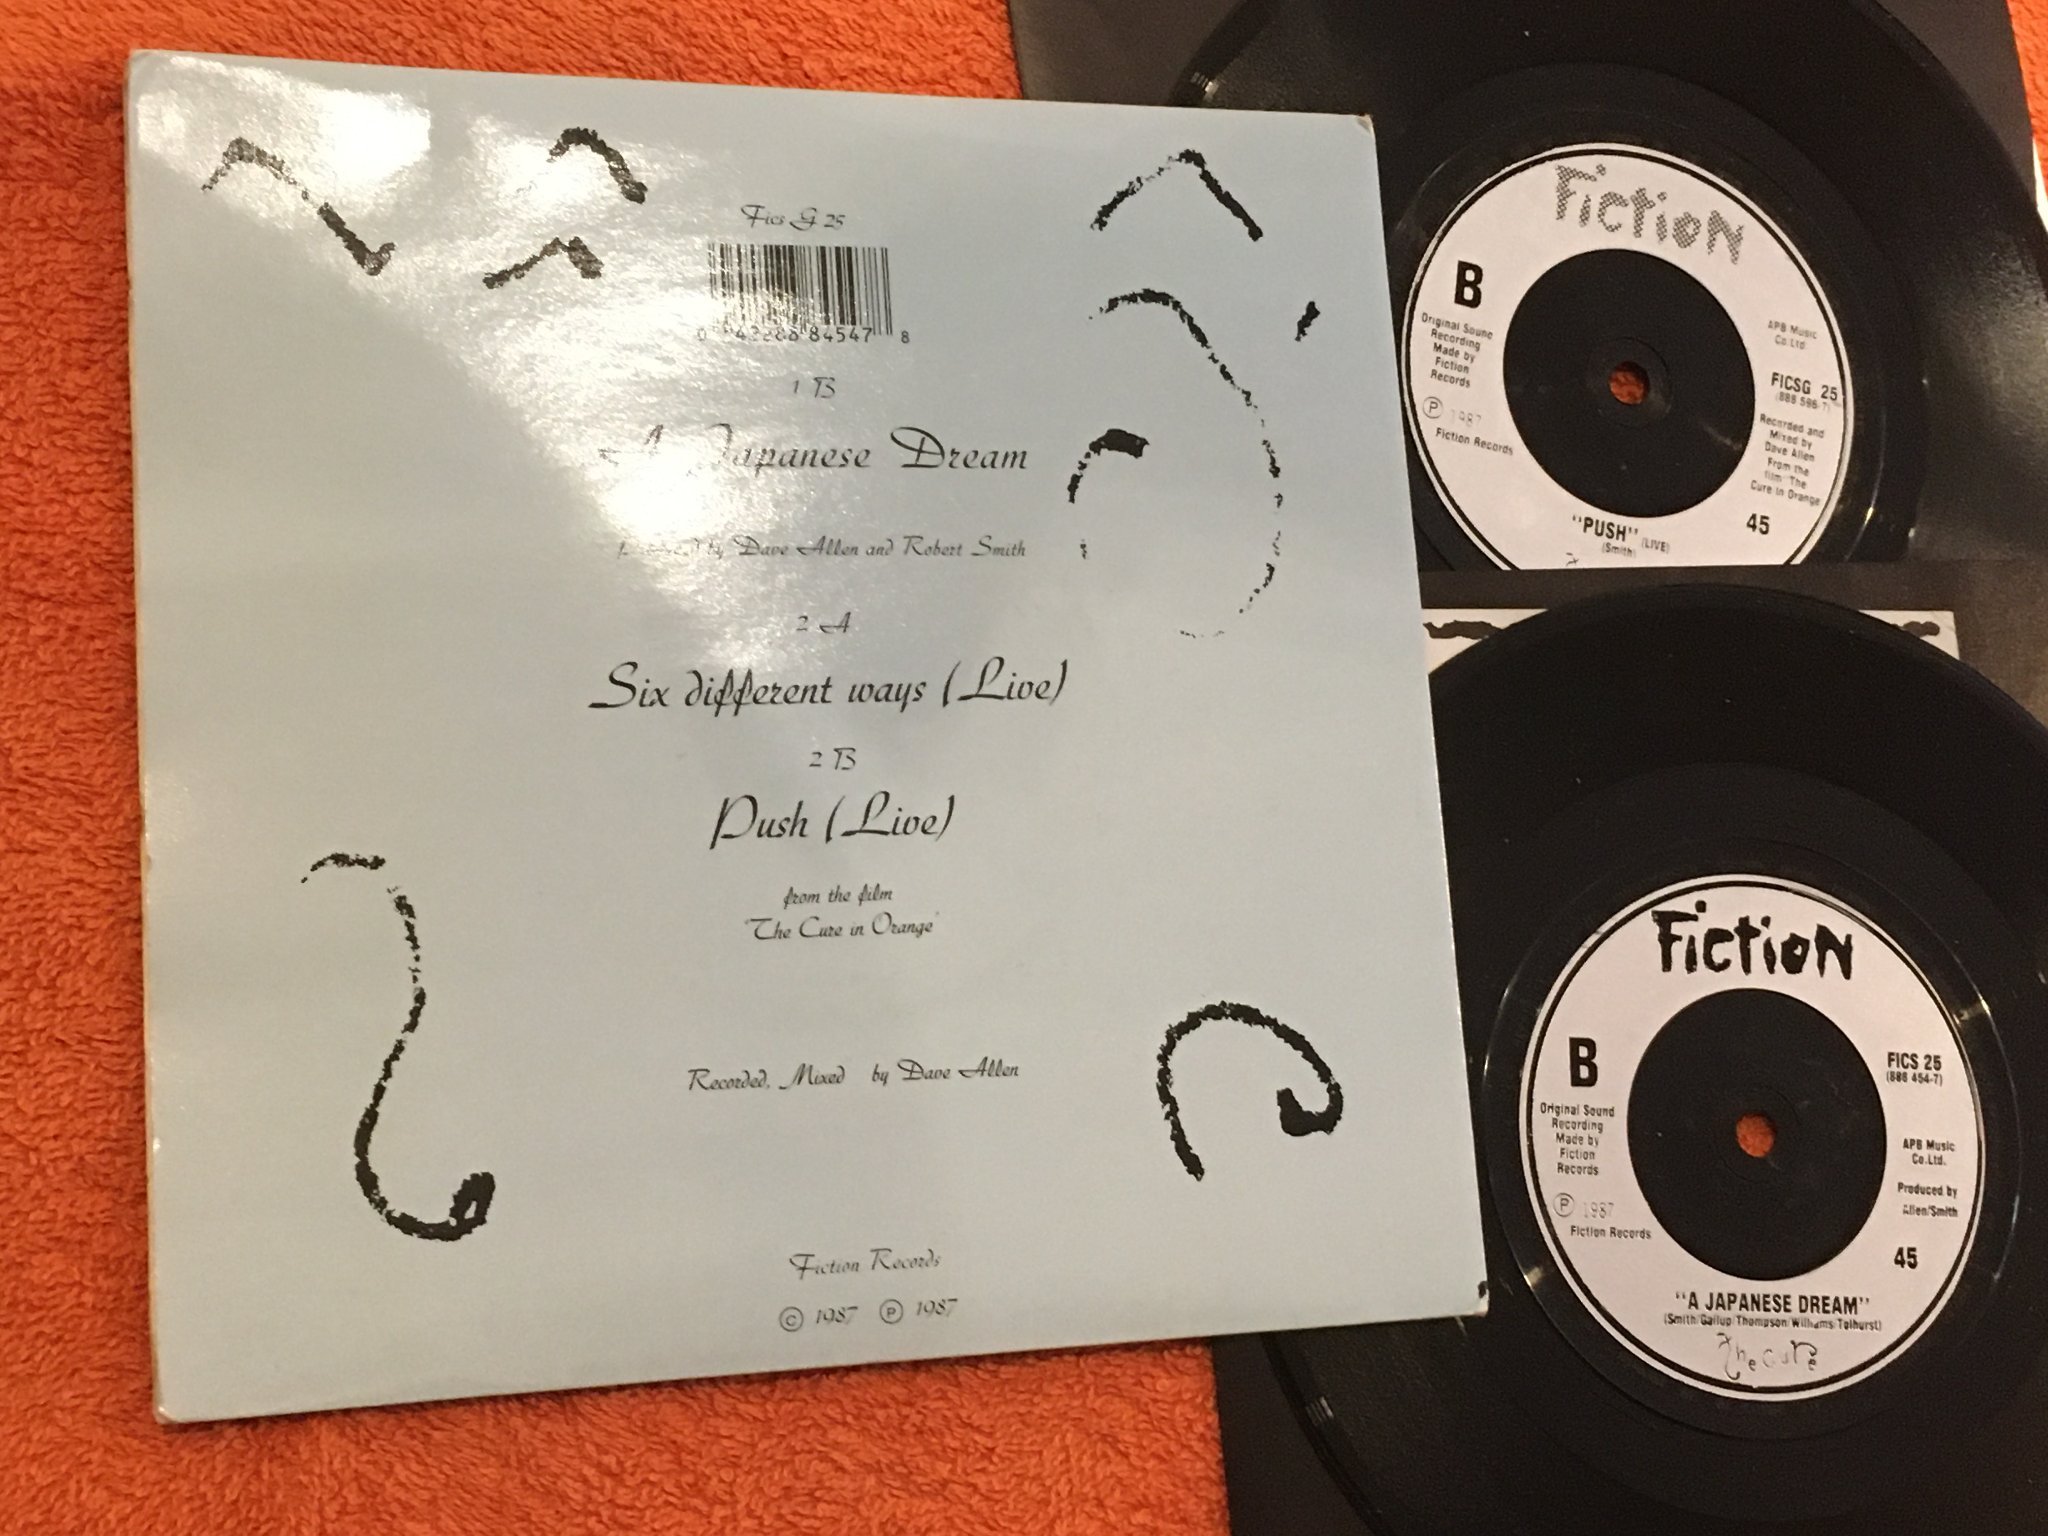 Fics G 25
84547 8
1 B
A Japanese Dream
by Dave Allen and Robert Smith
2 A
Six different ways (Live)
2 B
Push (Live)
from the film
'The Cure in Orange'
Recorded, Mixed by Dave Allen
Fiction Records
© 1987 ℗ 1987
Fiction
B
Original Sound
Recording
Made by
Fiction
Records
℗ 1987
Fiction Records
APB Music
Co Ltd.
FICSG 25
Recorded and
Mixed by
Dave Allen
From the
film "The
Cure In Orange
45
"PUSH" (LIVE)
(Smith)
Fiction
B
Original Sound
Recording
Made by
Fiction
Records
℗ 1987
Fiction Records
FICS 25
(888 454-7)
APB Music
Co.Ltd.
Produced by
Allen/Smith
45
"A JAPANESE DREAM"
(Smith/Gallup/Thompson/Williams/Tolhurst)
the cure